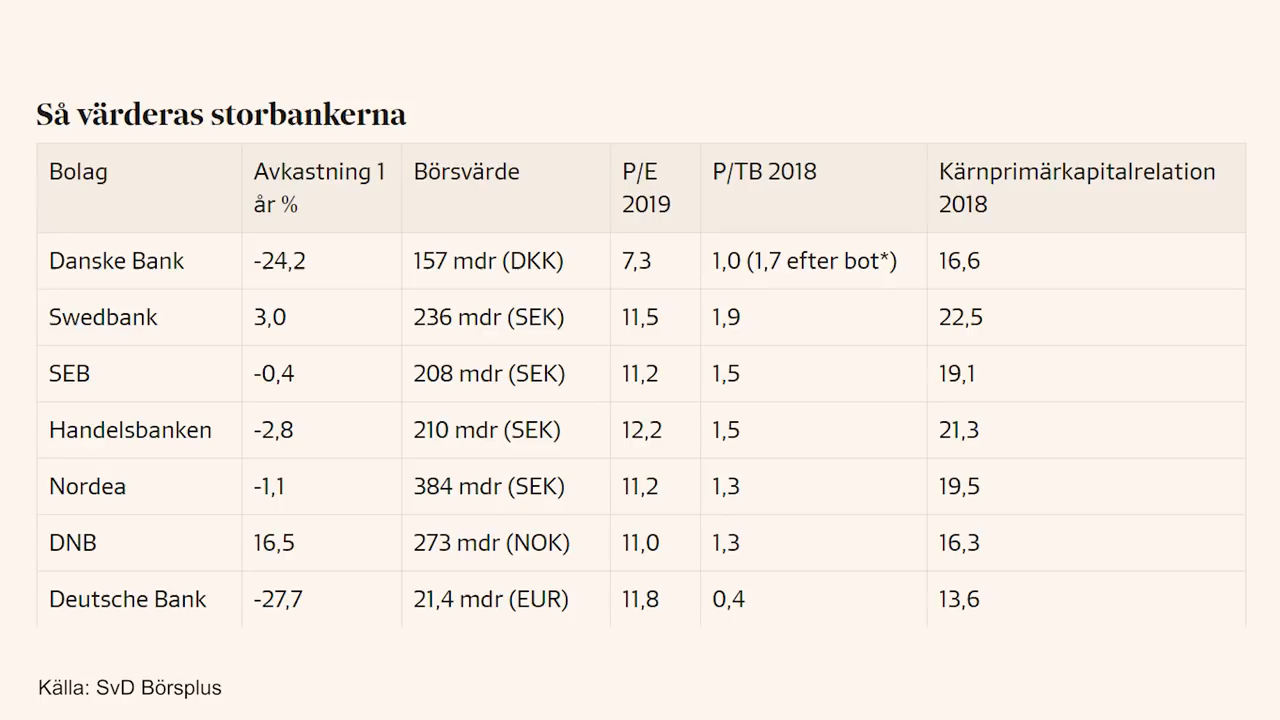 Så värderas storbankerna
Bolag Avkastning 1 år % Börsvärde P/E 2019 P/TB 2018 Kärnprimärkapitalrelation 2018
Danske Bank -24,2 157 mdr (DKK) 7,3 1,0 (1,7 efter bot*) 16,6
Swedbank 3,0 236 mdr (SEK) 11,5 1,9 22,5
SEB -0,4 208 mdr (SEK) 11,2 1,5 19,1
Handelsbanken -2,8 210 mdr (SEK) 12,2 1,5 21,3
Nordea -1,1 384 mdr (SEK) 11,2 1,3 19,5
DNB 16,5 273 mdr (NOK) 11,0 1,3 16,3
Deutsche Bank -27,7 21,4 mdr (EUR) 11,8 0,4 13,6
Källa: SvD Börsplus